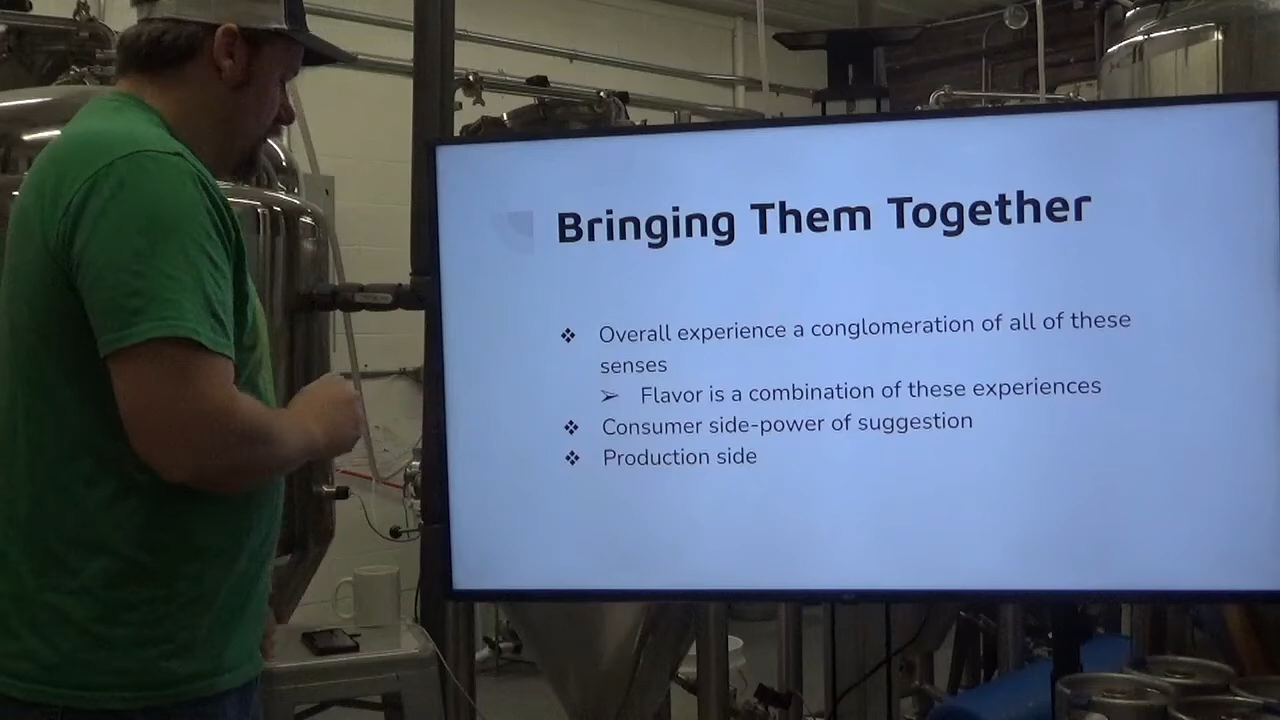 Bringing Them Together
❖ Overall experience a conglomeration of all of these
senses
➢ Flavor is a combination of these experiences
❖ Consumer side-power of suggestion
❖ Production side